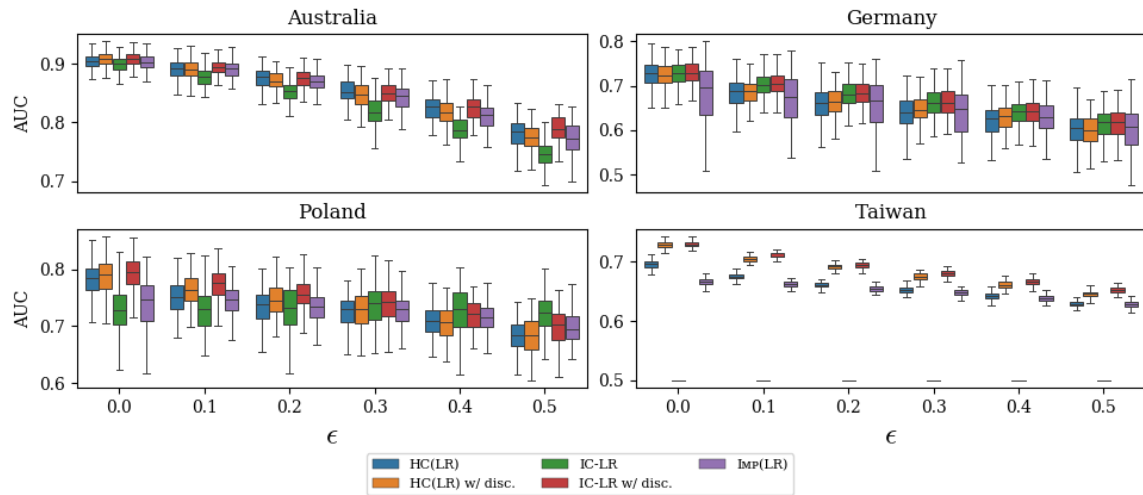 Australia
Germany
AUC
0.9
0.8
0.7
0.8
0.7
0.6
0.5
Poland
Taiwan
AUC
0.8
0.7
0.6
0.7
0.6
0.5
0.0 0.1 0.2 0.3 0.4 0.5
0.0 0.1 0.2 0.3 0.4 0.5
ϵ
ϵ
HC(LR) IC-LR IMP(LR)
HC(LR) w/ disc. IC-LR w/ disc.